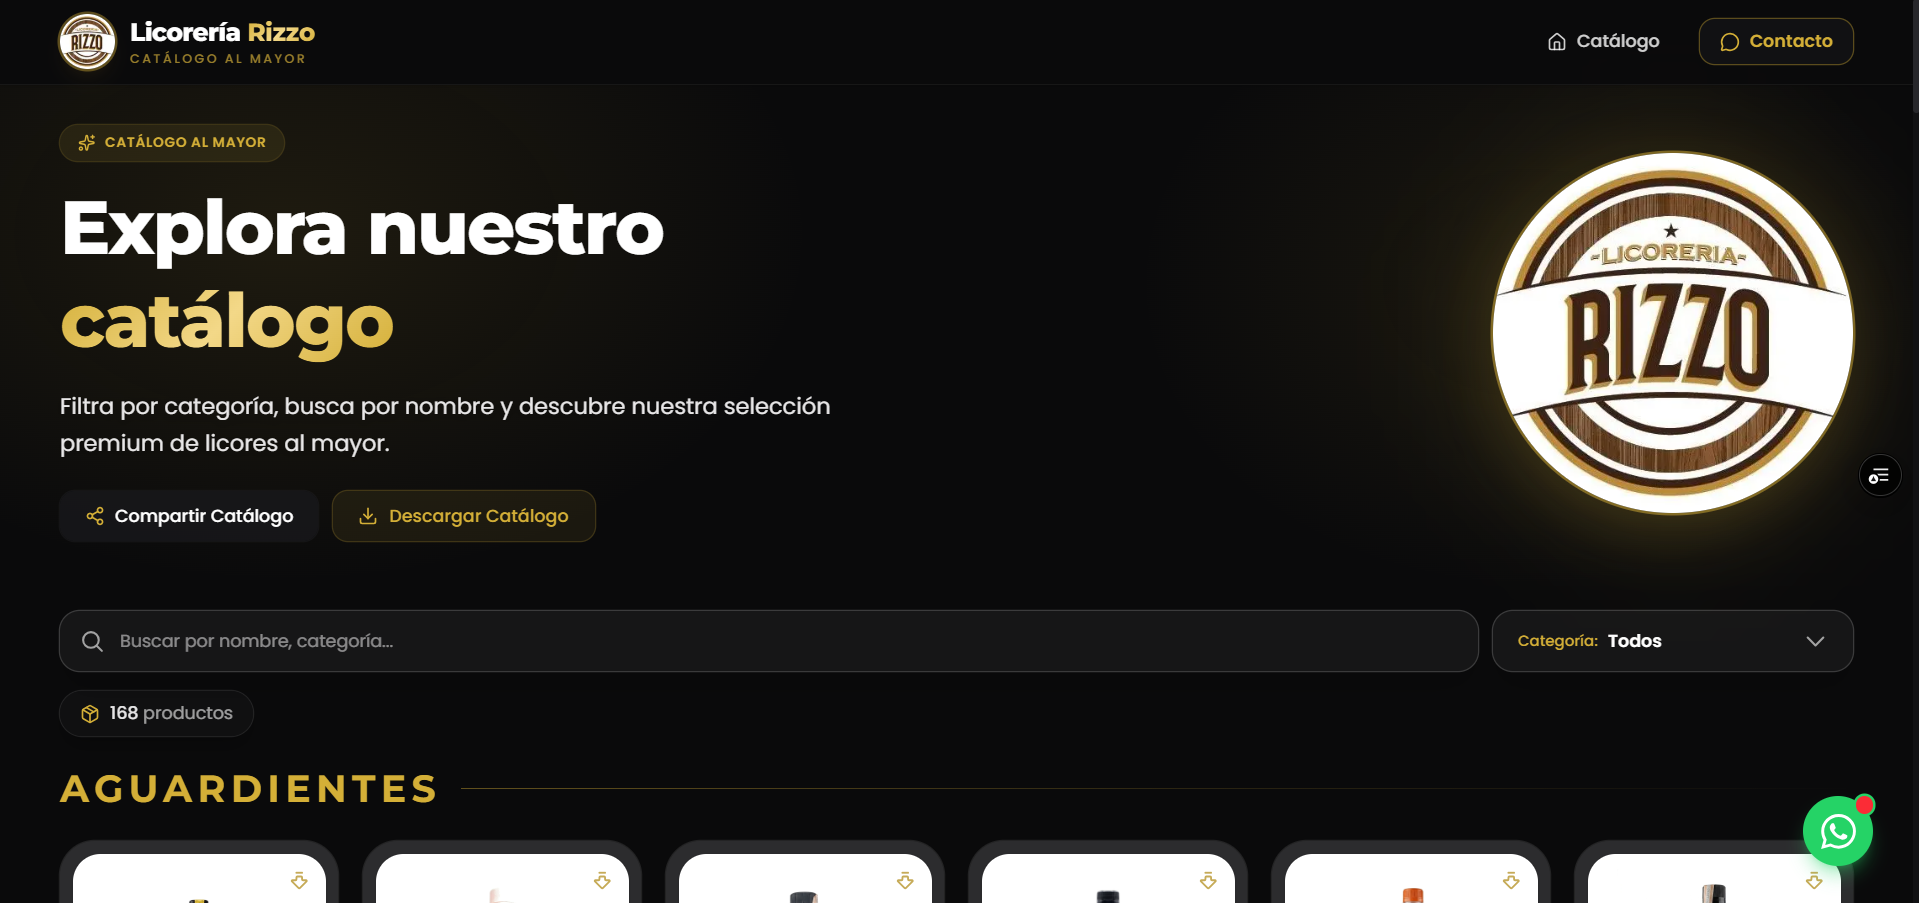 RIZZO
Licorería Rizzo
CATÁLOGO AL MAYOR
Catálogo
Contacto
CATÁLOGO AL MAYOR
Explora nuestro
catálogo
Filtra por categoría, busca por nombre y descubre nuestra selección
premium de licores al mayor.
Compartir Catálogo
Descargar Catálogo
-LICORERIA-
RIZZO
Buscar por nombre, categoría...
Categoría: Todos
168 productos
AGUARDIENTES